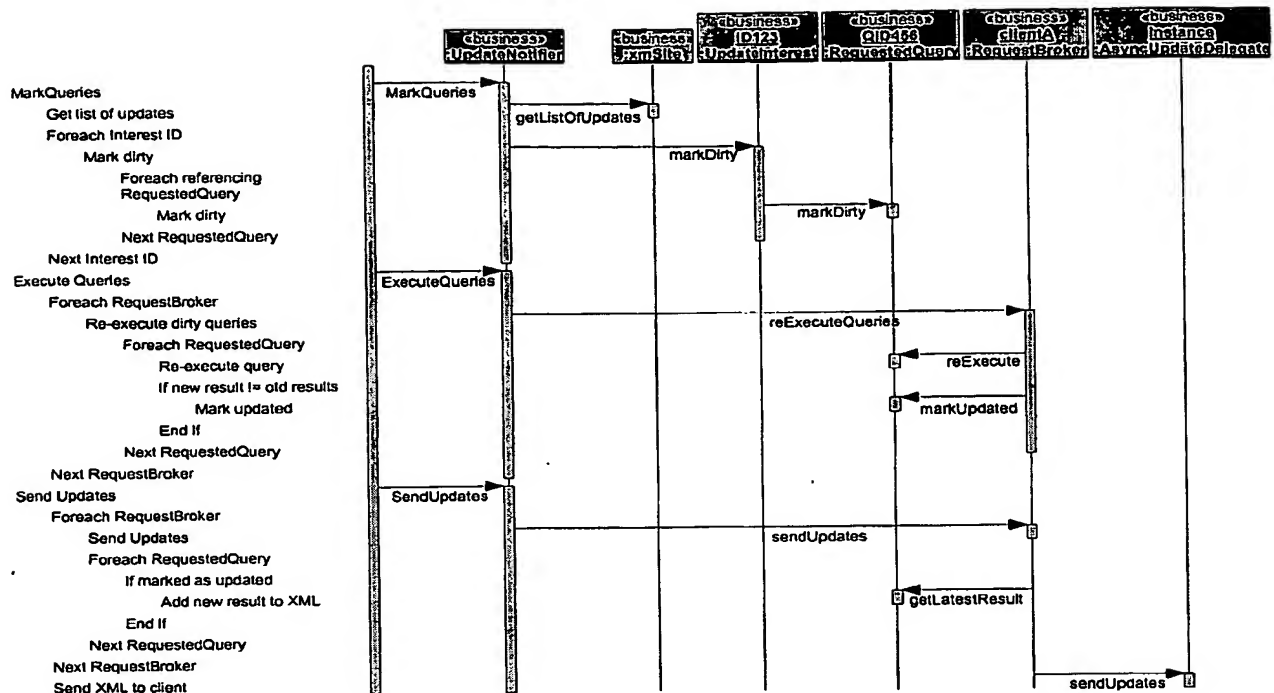 «business»
:UpdateNotifier
«business»
«business»
ID123
:UpdateInterest
«business»
QID456
:RequestedQuery
«business»
clientA
:RequestBroker
«business»
Instance
:AsyncUpdateDelegate
MarkQueries
Get list of updates
Foreach Interest ID
Mark dirty
Foreach referencing
RequestedQuery
Mark dirty
Next RequestedQuery
Next Interest ID
Execute Queries
Foreach RequestBroker
Re-execute dirty queries
Foreach RequestedQuery
Re-execute query
If new result != old results
Mark updated
End If
Next RequestedQuery
Next RequestBroker
Send Updates
Foreach RequestBroker
Send Updates
Foreach RequestedQuery
If marked as updated
Add new result to XML
End If
Next RequestedQuery
Next RequestBroker
Send XML to client
MarkQueries
getListOfUpdates
markDirty
markDirty
ExecuteQueries
reExecuteQueries
reExecute
markUpdated
SendUpdates
sendUpdates
getLatestResult
sendUpdates